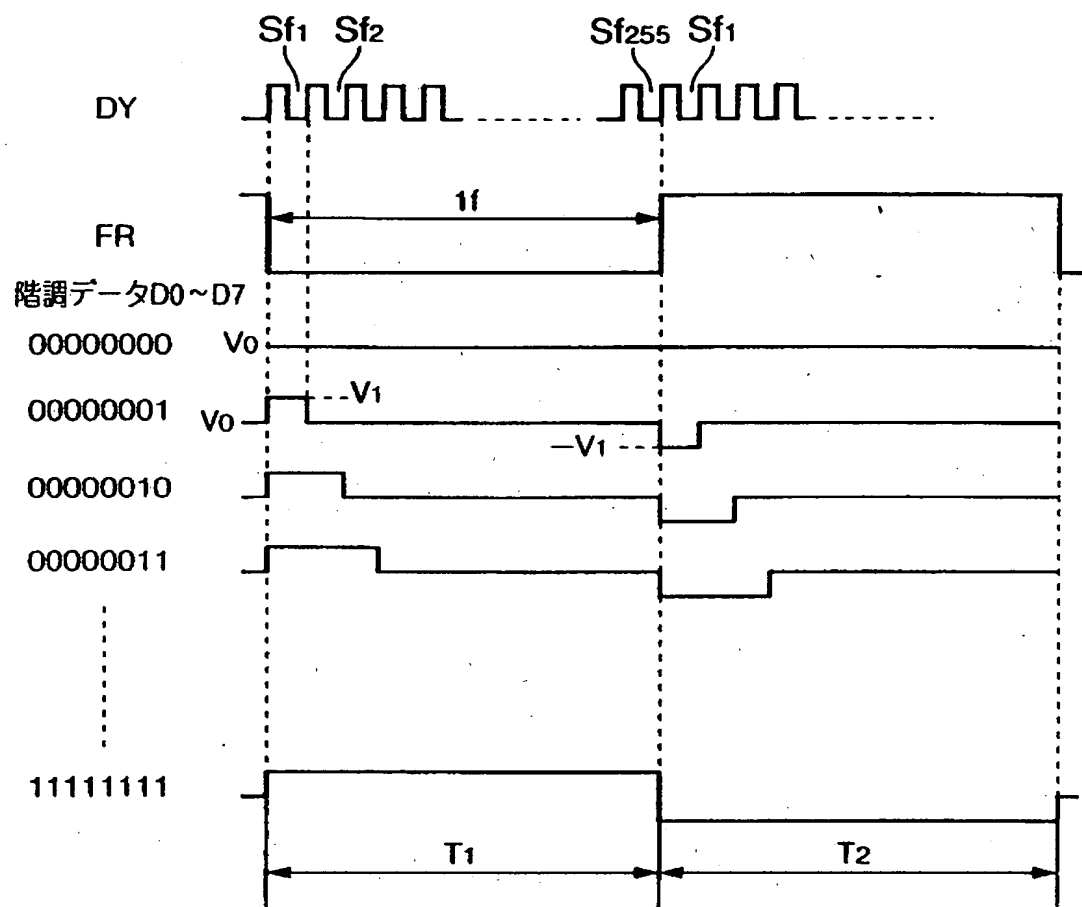 Sf1 Sf2 Sf255 Sf1
DY
1f
FR
階調データD0~D7
00000000 V0
V1
00000001 V0
−V1
00000010
00000011
11111111
T1 T2